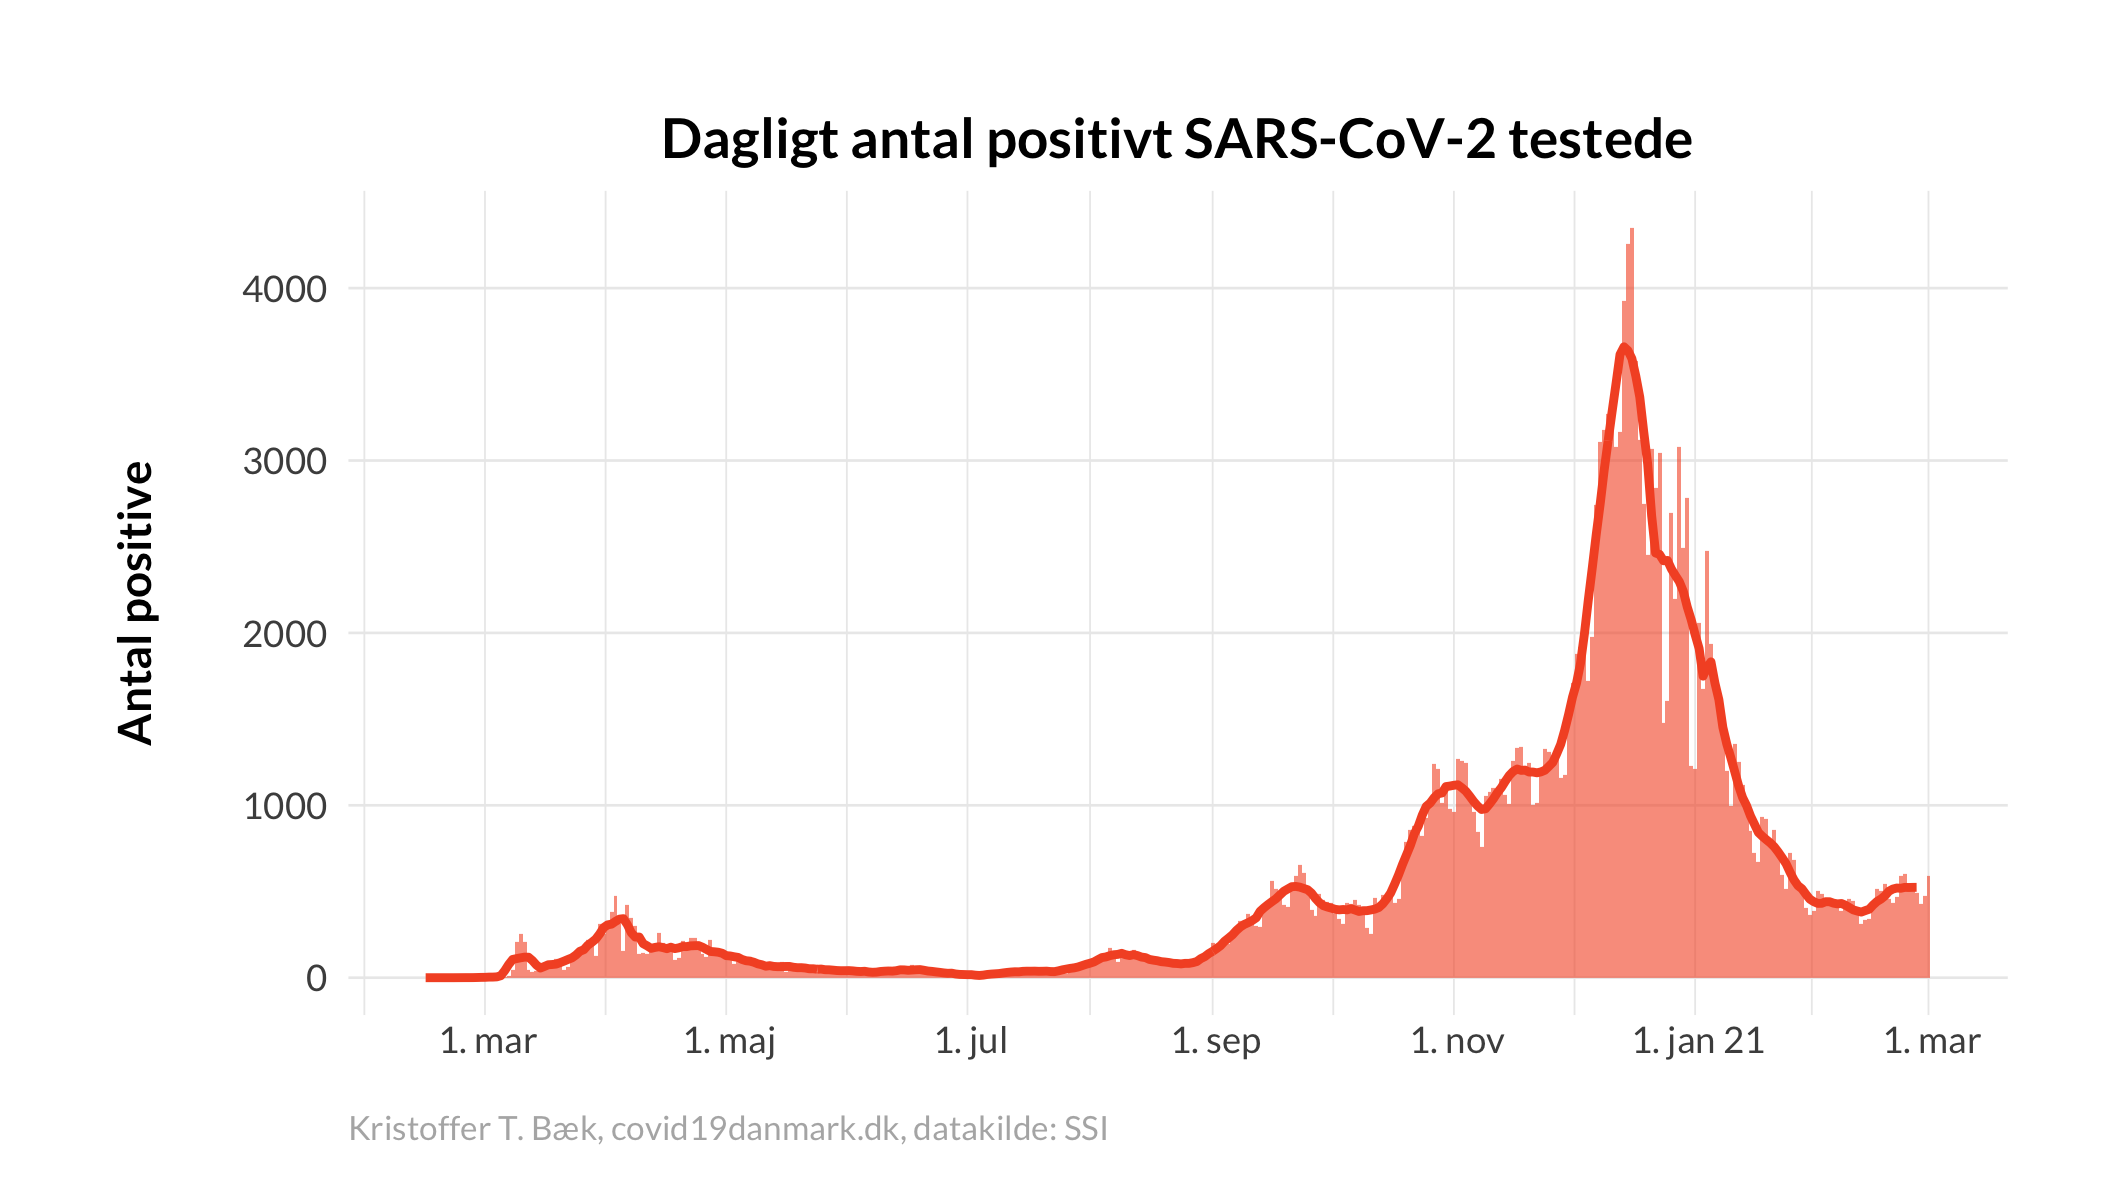 Dagligt antal positivt SARS-CoV-2 testede
Antal positive
4000
3000
2000
1000
0
1. mar
1. maj
1. jul
1. sep
1. nov
1. jan 21
1. mar
Kristoffer T. Bæk, covid19danmark.dk, datakilde: SSI